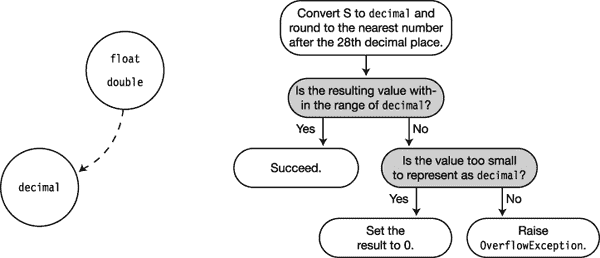 float
double
decimal
Convert S to decimal and
round to the nearest number
after the 28th decimal place.
Is the resulting value with-
in the range of decimal?
Yes
No
Succeed.
Is the value too small
to represent as decimal?
Yes
No
Set the
result to 0.
Raise
OverflowException.